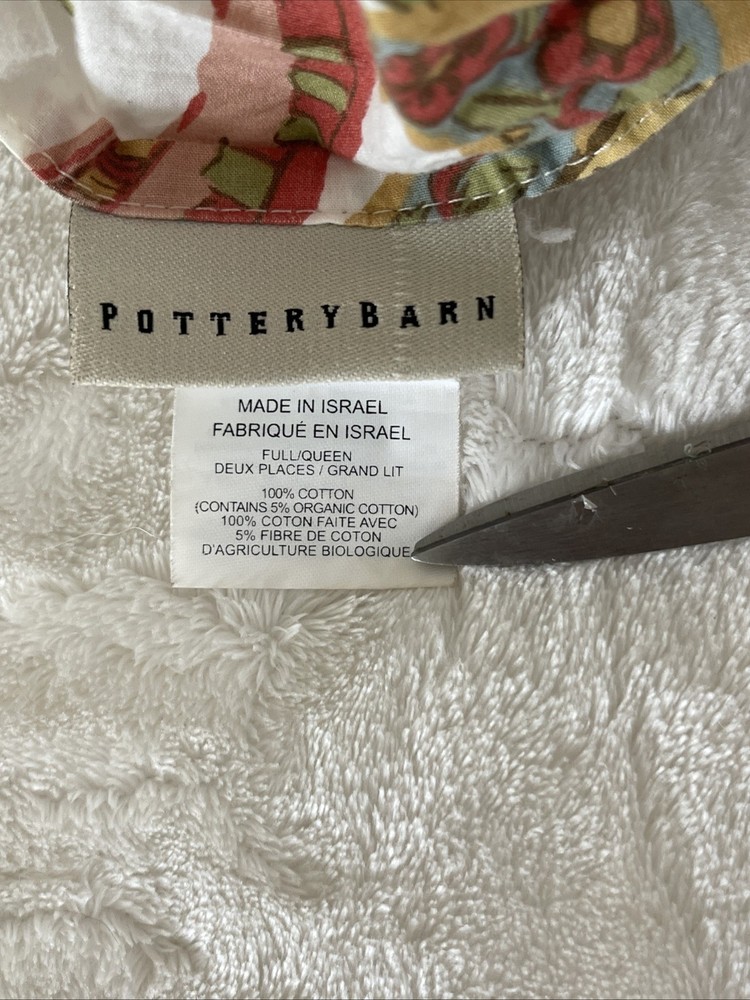 POTTERYBARN
MADE IN ISRAEL
FABRIQUÉ EN ISRAEL
FULL/QUEEN
DEUX PLACES / GRAND LIT
100% COTTON
(CONTAINS 5% ORGANIC COTTON)
100% COTON FAITE AVEC
5% FIBRE DE COTON
D'AGRICULTURE BIOLOGIQUE